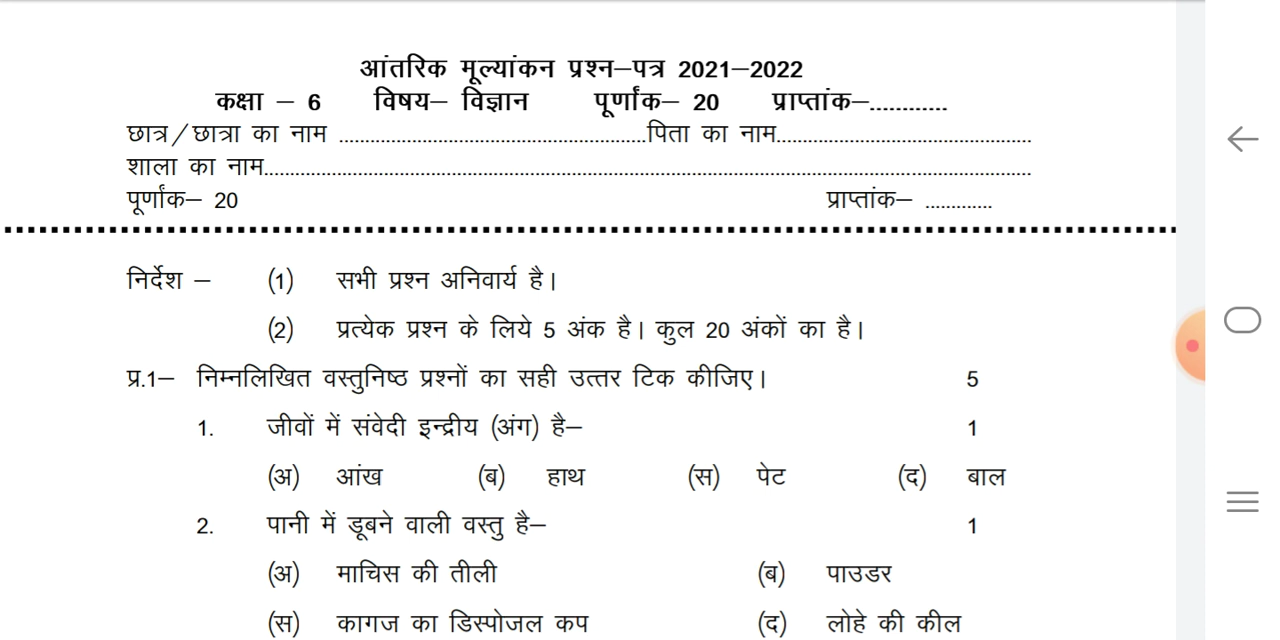 आंतरिक मूल्यांकन प्रश्न–पत्र 2021–2022
कक्षा – 6 विषय– विज्ञान पूर्णांक– 20 प्राप्तांक–............
छात्र/छात्रा का नाम ...........................................................पिता का नाम.................................................
शाला का नाम...................................................................................................................................................
पूर्णांक– 20 प्राप्तांक– .............
निर्देश – (1) सभी प्रश्न अनिवार्य है।
(2) प्रत्येक प्रश्न के लिये 5 अंक है। कुल 20 अंकों का है।
प्र.1– निम्नलिखित वस्तुनिष्ठ प्रश्नों का सही उत्तर टिक कीजिए। 5
1. जीवों में संवेदी इन्द्रीय (अंग) है– 1
(अ) आंख (ब) हाथ (स) पेट (द) बाल
2. पानी में डूबने वाली वस्तु है– 1
(अ) माचिस की तीली (ब) पाउडर
(स) कागज का डिस्पोजल कप (द) लोहे की कील